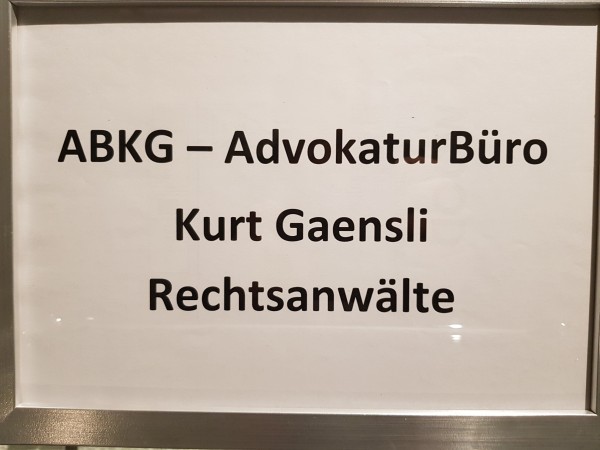 ABKG – AdvokaturBüro
Kurt Gaensli
Rechtsanwälte